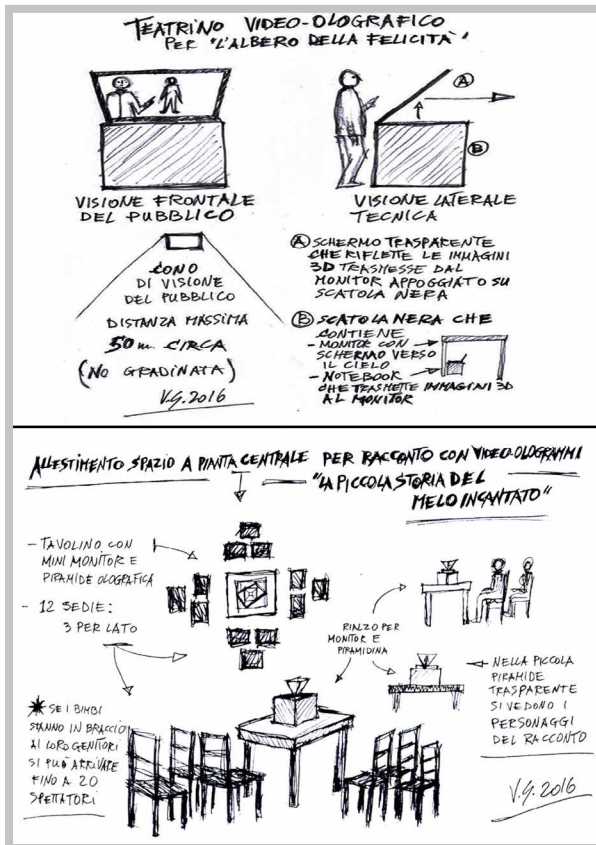 TEATRINO VIDEO-OLOGRAFICO
PER "L'ALBERO DELLA FELICITÀ"
A
B
VISIONE FRONTALE
DEL PUBBLICO
VISIONE LATERALE
TECNICA
CONO
DI VISIONE
DEL PUBBLICO
DISTANZA MASSIMA
50 m. CIRCA
(NO GRADINATA)
V.G. 2016
A SCHERMO TRASPARENTE
CHE RIFLETTE LE IMMAGINI
3D TRASMESSE DAL
MONITOR APPOGGIATO SU
SCATOLA NERA
B SCATOLA NERA CHE
CONTIENE
- MONITOR CON
SCHERMO VERSO
IL CIELO
- NOTEBOOK
CHE TRASMETTE IMMAGINI 3D
AL MONITOR
ALLESTIMENTO SPAZIO A PIANTA CENTRALE PER RACCONTO CON VIDEO-OLOGRAMMI
"LA PICCOLA STORIA DEL
MELO INCANTATO"
- TAVOLINO CON
MINI MONITOR E
PIRAMIDE OLOGRAFICA
- 12 SEDIE:
3 PER LATO
RIALZO PER
MONITOR E
PIRAMIDINA
NELLA PICCOLA
PIRAMIDE
TRASPARENTE
SI VEDONO I
PERSONAGGI
DEL RACCONTO
SE I BIMBI
STANNO IN BRACCIO
AI LORO GENITORI
SI PUÒ ARRIVARE
FINO A 20
SPETTATORI
V.G. 2016